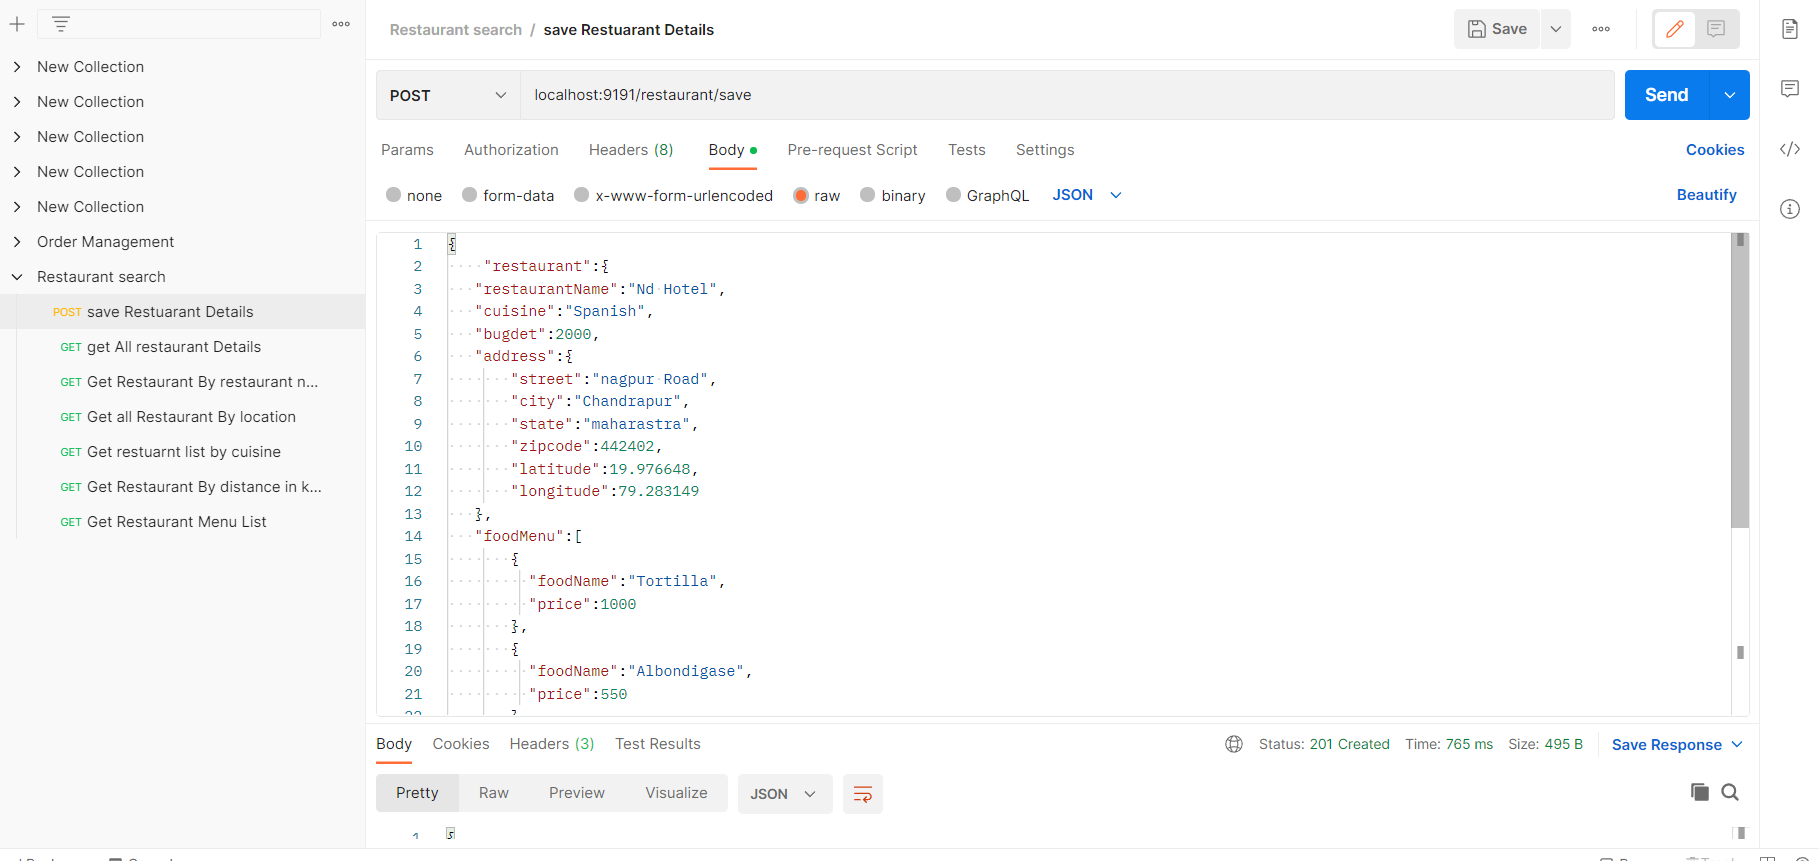 Restaurant search / save Restuarant Details
Save
New Collection
New Collection
New Collection
New Collection
New Collection
Order Management
Restaurant search
POST save Restuarant Details
GET get All restaurant Details
GET Get Restaurant By restaurant n...
GET Get all Restaurant By location
GET Get restuarnt list by cuisine
GET Get Restaurant By distance in k...
GET Get Restaurant Menu List
POST localhost:9191/restaurant/save
Send
Params Authorization Headers (8) Body Pre-request Script Tests Settings
Cookies
none form-data x-www-form-urlencoded raw binary GraphQL JSON
Beautify
1 {
2 "restaurant":{
3 "restaurantName":"Nd Hotel",
4 "cuisine":"Spanish",
5 "bugdet":2000,
6 "address":{
7 "street":"nagpur Road",
8 "city":"Chandrapur",
9 "state":"maharastra",
10 "zipcode":442402,
11 "latitude":19.976648,
12 "longitude":79.283149
13 },
14 "foodMenu":[
15 {
16 "foodName":"Tortilla",
17 "price":1000
18 },
19 {
20 "foodName":"Albondigase",
21 "price":550
Body Cookies Headers (3) Test Results
Status: 201 Created Time: 765 ms Size: 495 B
Save Response
Pretty Raw Preview Visualize JSON
1 {